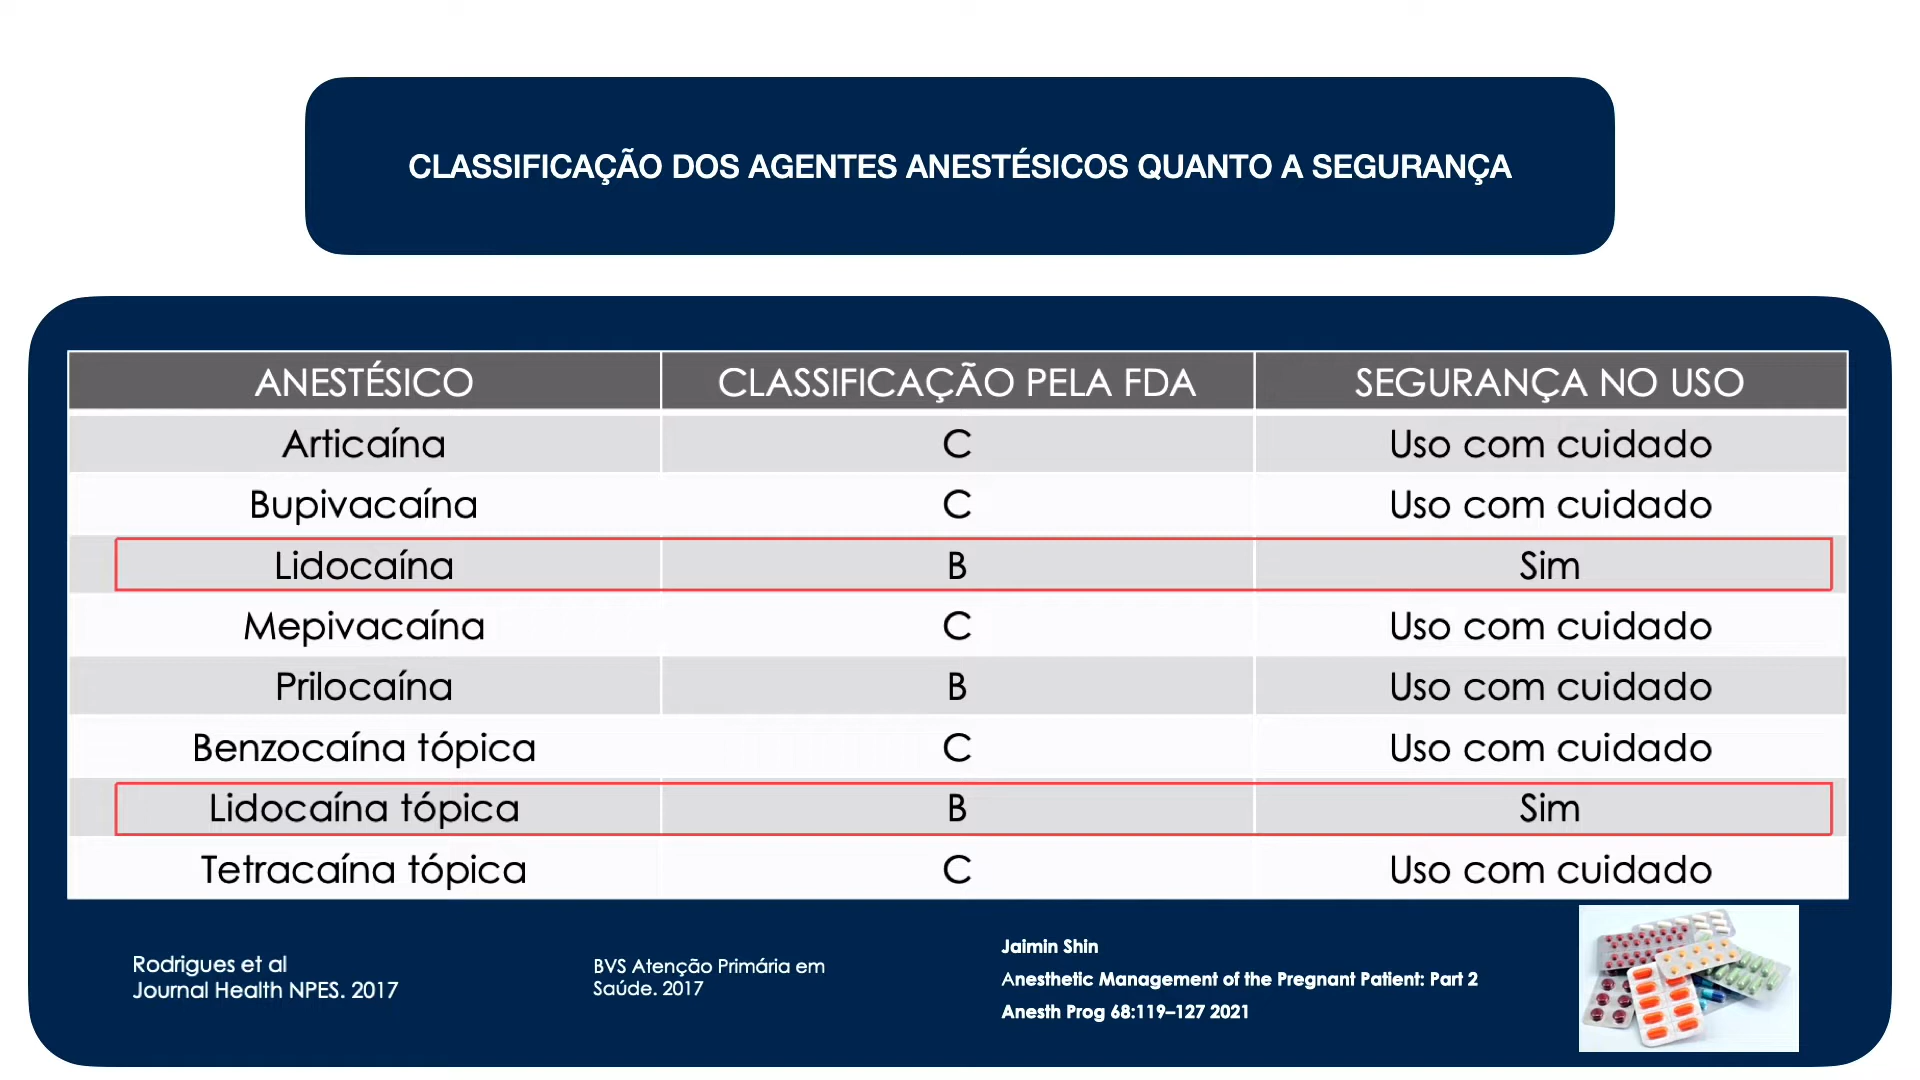 CLASSIFICAÇÃO DOS AGENTES ANESTÉSICOS QUANTO A SEGURANÇA
ANESTÉSICO CLASSIFICAÇÃO PELA FDA SEGURANÇA NO USO
Articaína C Uso com cuidado
Bupivacaína C Uso com cuidado
Lidocaína B Sim
Mepivacaína C Uso com cuidado
Prilocaína B Uso com cuidado
Benzocaína tópica C Uso com cuidado
Lidocaína tópica B Sim
Tetracaína tópica C Uso com cuidado
Rodrigues et al
Journal Health NPES. 2017
BVS Atenção Primária em
Saúde. 2017
Jaimin Shin
Anesthetic Management of the Pregnant Patient: Part 2
Anesth Prog 68:119–127 2021